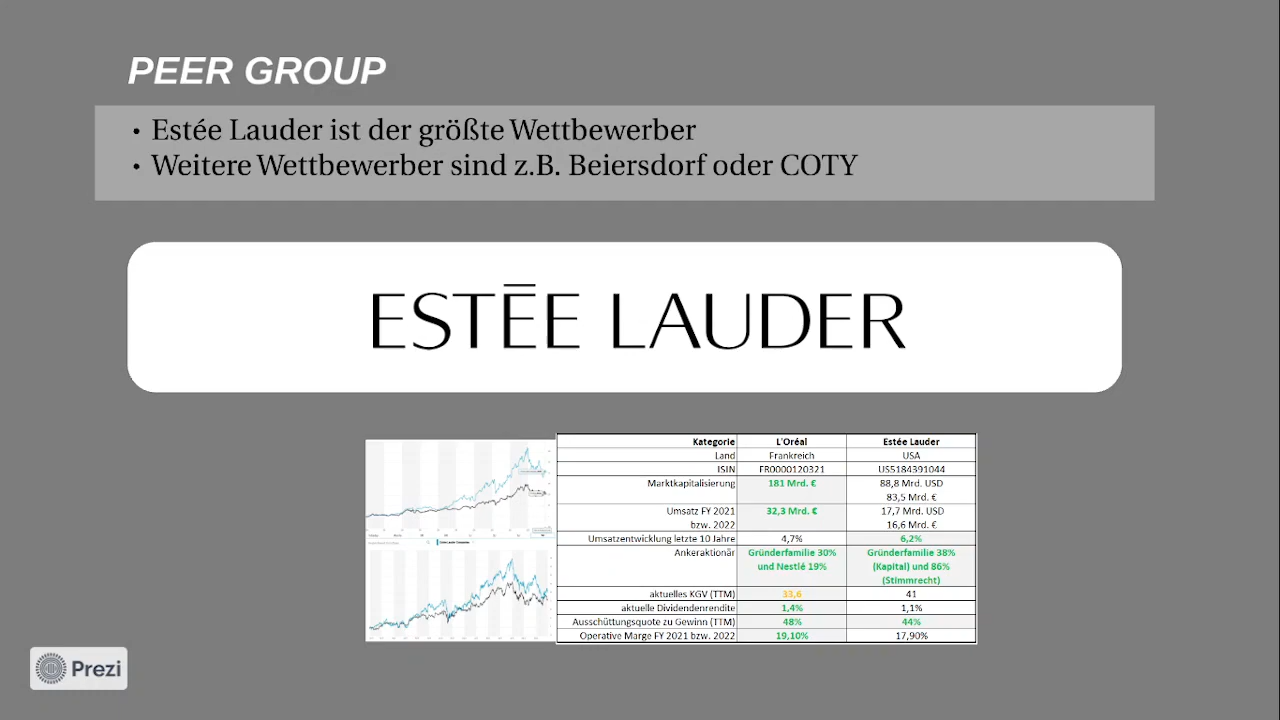 PEER GROUP
• Estée Lauder ist der größte Wettbewerber
• Weitere Wettbewerber sind z.B. Beiersdorf oder COTY
ESTĒE LAUDER
Kategorie L'Oréal Estée Lauder
Land Frankreich USA
ISIN FR0000120321 US5184391044
Marktkapitalisierung 181 Mrd. € 88,8 Mrd. USD
83,5 Mrd. €
Umsatz FY 2021 32,3 Mrd. € 17,7 Mrd. USD
bzw. 2022 16,6 Mrd. €
Umsatzentwicklung letzte 10 Jahre 4,7% 6,2%
Ankeraktionär Gründerfamilie 30% Gründerfamilie 38%
und Nestlé 19% (Kapital) und 86%
(Stimmrecht)
aktuelles KGV (TTM) 33,6 41
aktuelle Dividendenrendite 1,4% 1,1%
Ausschüttungsquote zu Gewinn (TTM) 48% 44%
Operative Marge FY 2021 bzw. 2022 19,10% 17,90%
Prezi